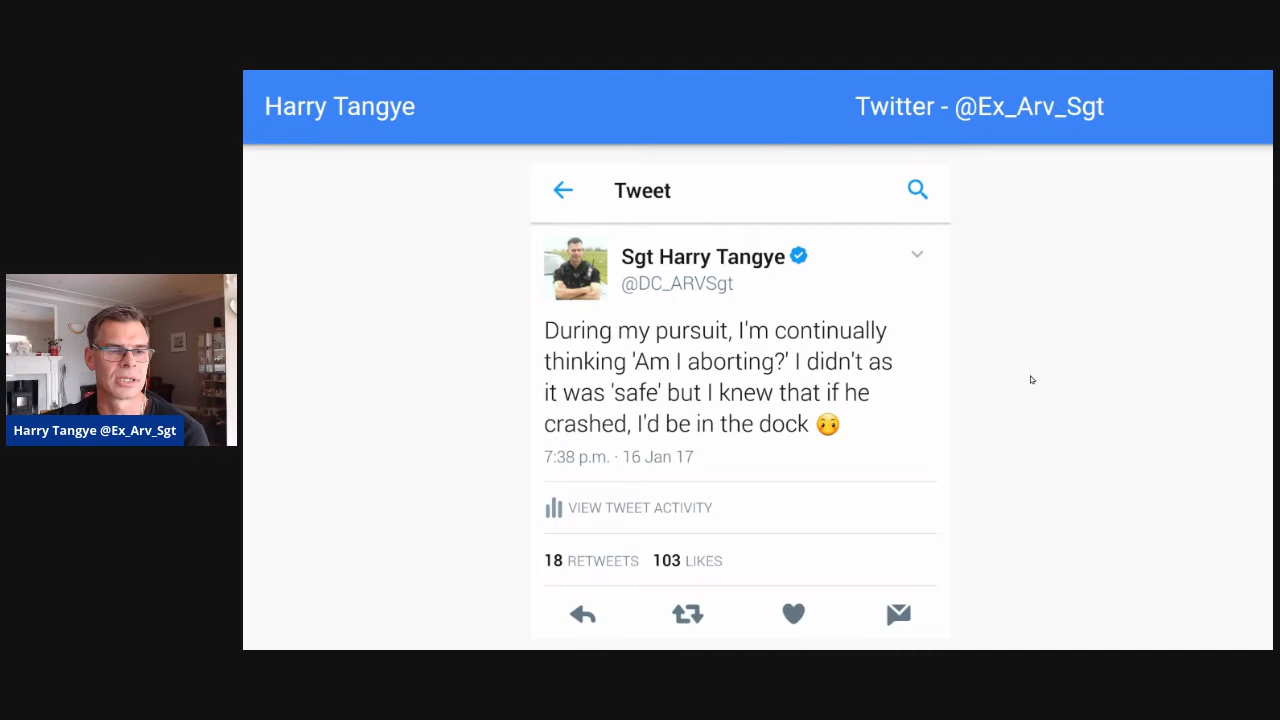 Harry Tangye
Twitter - @Ex_Arv_Sgt
Tweet
Sgt Harry Tangye
@DC_ARVSgt
During my pursuit, I'm continually
thinking 'Am I aborting?' I didn't as
it was 'safe' but I knew that if he
crashed, I'd be in the dock 😶
7:38 p.m. · 16 Jan 17
VIEW TWEET ACTIVITY
18 RETWEETS 103 LIKES
Harry Tangye @Ex_Arv_Sgt